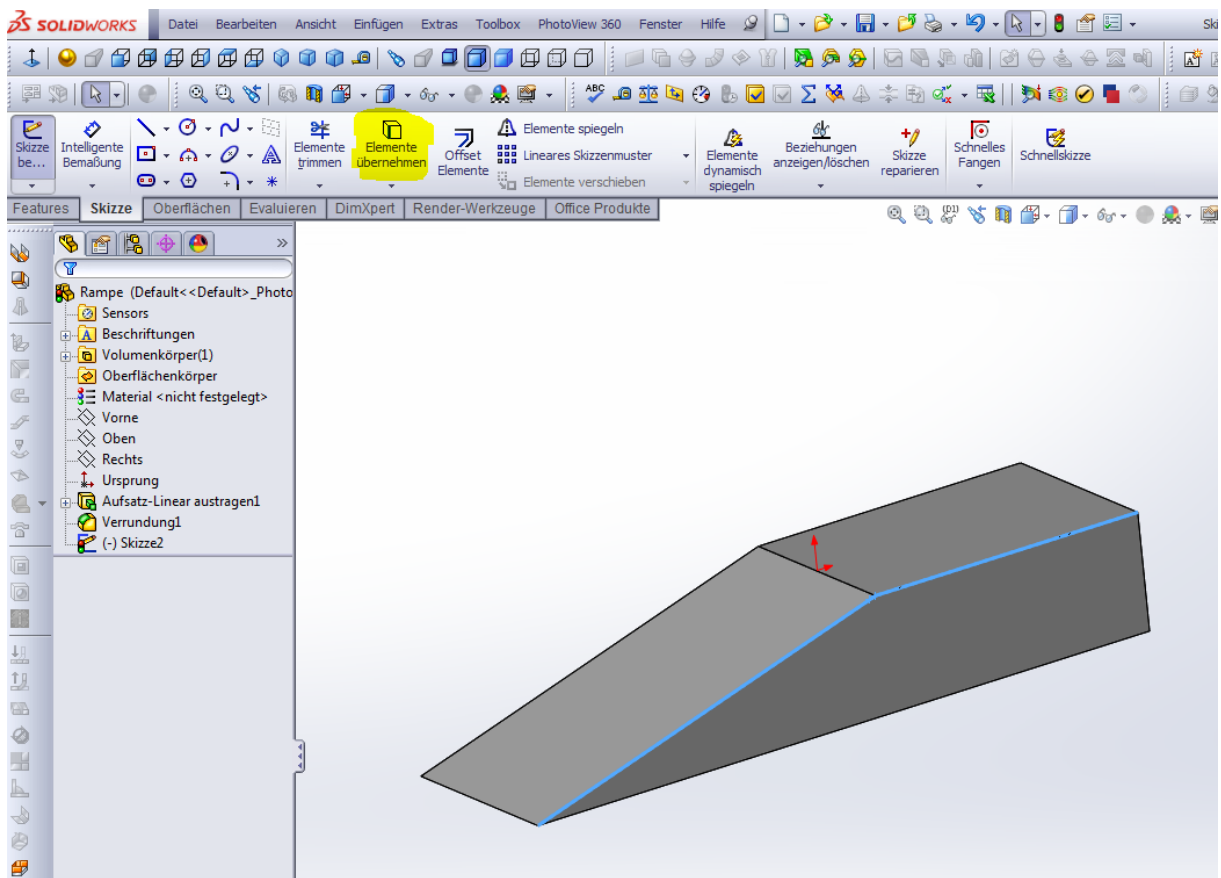 SOLIDWORKS Datei Bearbeiten Ansicht Einfügen Extras Toolbox PhotoView 360 Fenster Hilfe Ski
ABC
Skizze be...
Intelligente Bemaßung
Elemente trimmen
Elemente übernehmen
Offset Elemente
Elemente spiegeln
Lineares Skizzenmuster
Elemente verschieben
Elemente dynamisch spiegeln
Beziehungen anzeigen/löschen
Skizze reparieren
Schnelles Fangen
Schnellskizze
Features Skizze Oberflächen Evaluieren DimXpert Render-Werkzeuge Office Produkte
Rampe (Default<<Default>_Photo
Sensors
Beschriftungen
Volumenkörper(1)
Oberflächenkörper
Material <nicht festgelegt>
Vorne
Oben
Rechts
Ursprung
Aufsatz-Linear austragen1
Verrundung1
(-) Skizze2